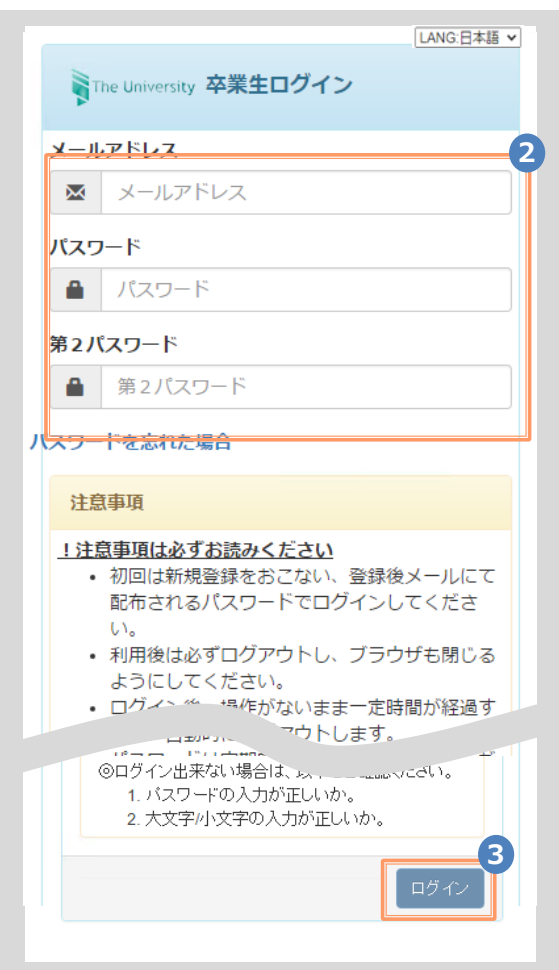 LANG:日本語
The University 卒業生ログイン
メールアドレス
2
メールアドレス
パスワード
パスワード
第2パスワード
第2パスワード
パスワードを忘れた場合
注意事項
!注意事項は必ずお読みください
• 初回は新規登録をおこない、登録後メールにて
配布されるパスワードでログインしてくださ
い。
• 利用後は必ずログアウトし、ブラウザも閉じる
ようにしてください。
• ログイン後、操作がないまま一定時間が経過す
アウトします。
◎ログイン出来ない場合は、
ください。
1. パスワードの入力が正しいか。
2. 大文字/小文字の入力が正しいか。
3
ログイン